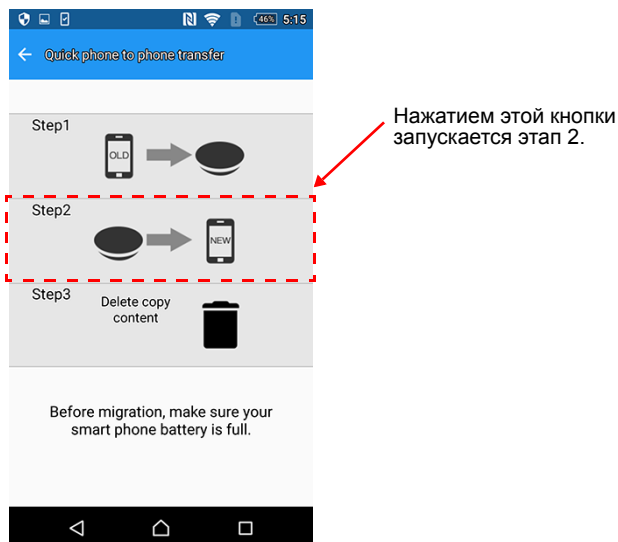 46% 5:15
Quick phone to phone transfer
Нажатием этой кнопки
запускается этап 2.
Step1
OLD
Step2
NEW
Step3
Delete copy
content
Before migration, make sure your
smart phone battery is full.